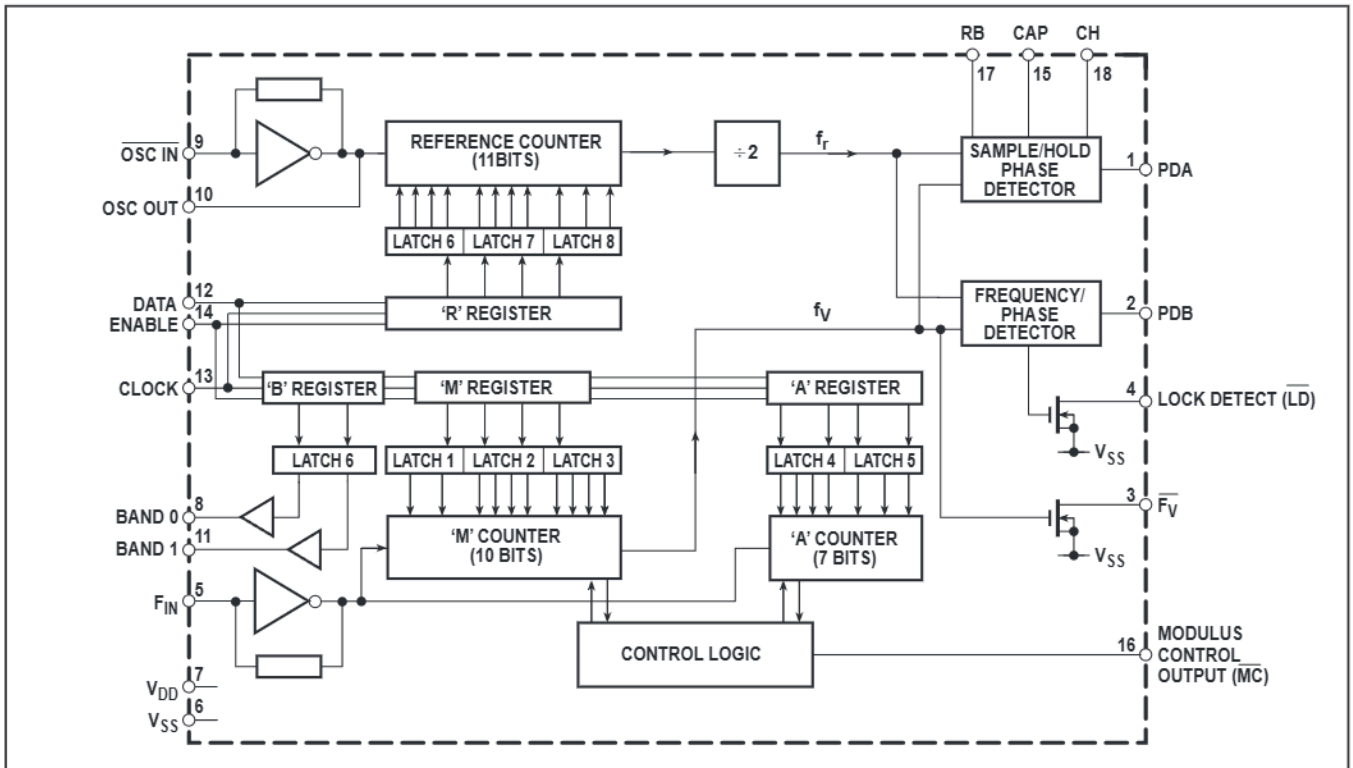 RB CAP CH
17 15 18
9
OSC IN
10
OSC OUT
REFERENCE COUNTER
(11BITS)
÷2
fr
SAMPLE/HOLD
PHASE
DETECTOR
1 PDA
LATCH 6 LATCH 7 LATCH 8
12
DATA
14
ENABLE
'R' REGISTER
fV
FREQUENCY/
PHASE
DETECTOR
2 PDB
13
CLOCK
'B' REGISTER 'M' REGISTER 'A' REGISTER
4
LOCK DETECT (LD)
VSS
LATCH 6 LATCH 1 LATCH 2 LATCH 3 LATCH 4 LATCH 5
8
BAND 0
11
BAND 1
'M' COUNTER
(10 BITS)
'A' COUNTER
(7 BITS)
3
FV
VSS
5
FIN
CONTROL LOGIC
16
MODULUS
CONTROL
OUTPUT (MC)
7
VDD
6
VSS